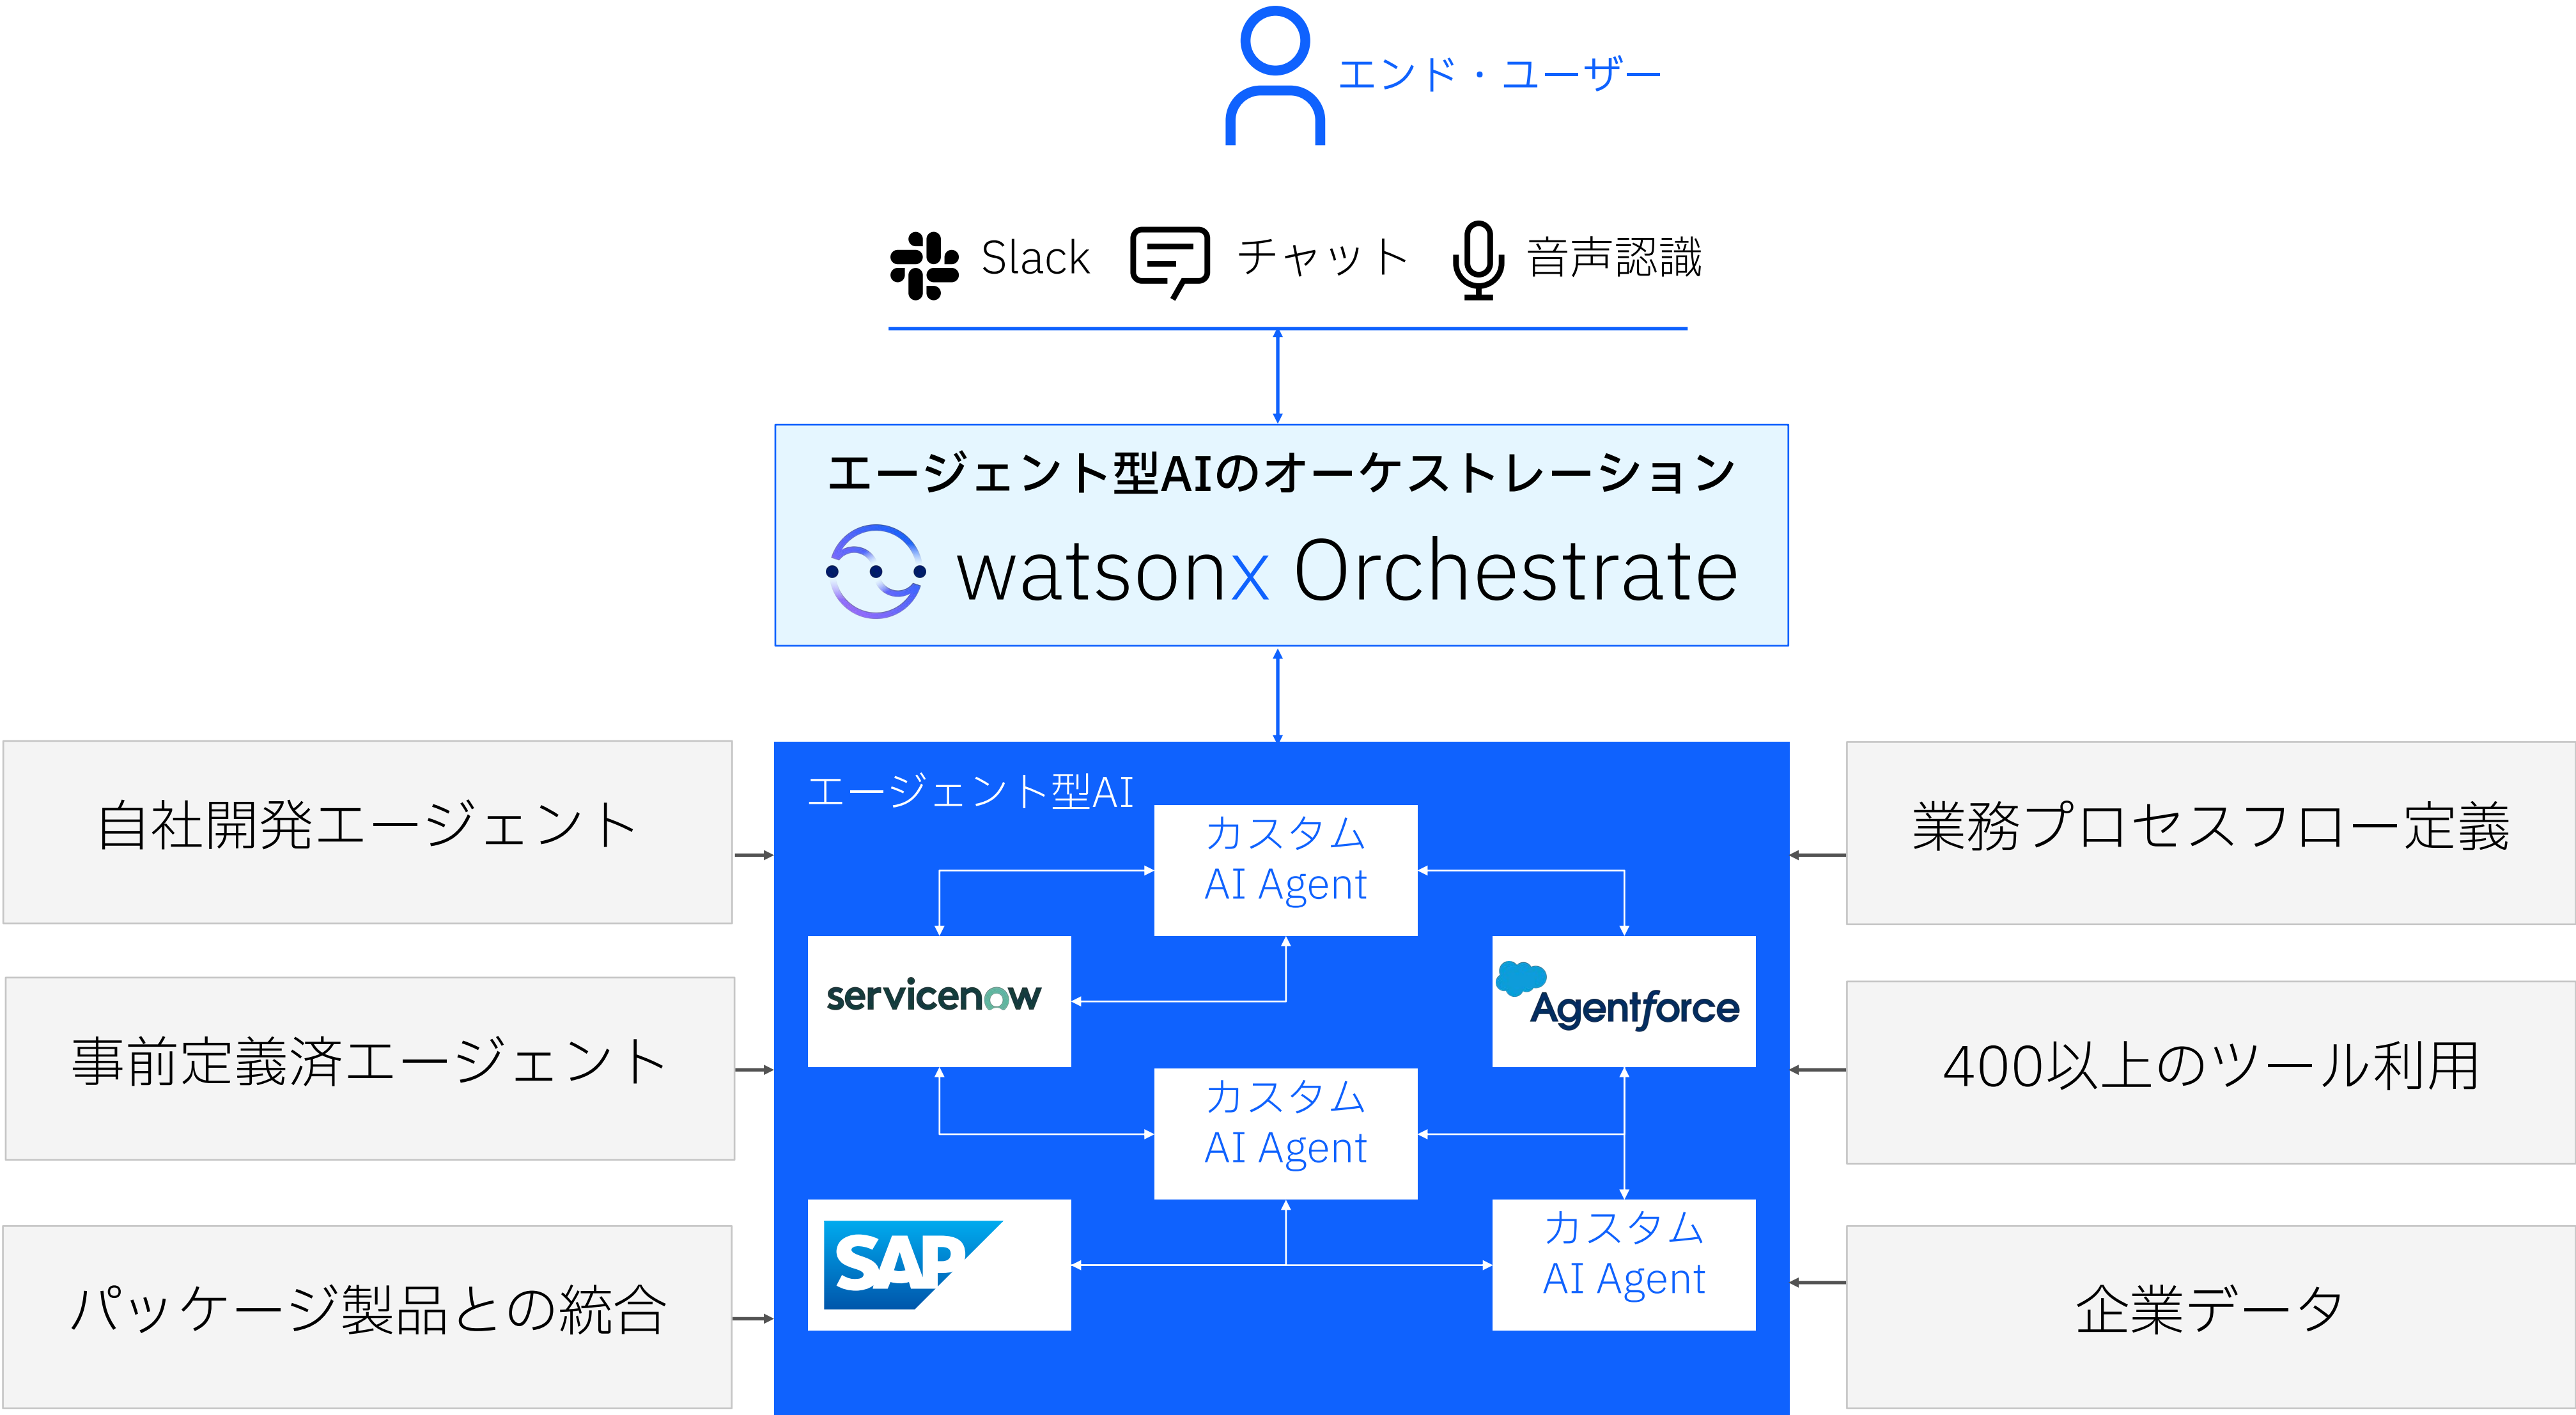 エンド・ユーザー
Slack
チャット
音声認識
エージェント型AIのオーケストレーション
watsonx Orchestrate
自社開発エージェント
事前定義済エージェント
パッケージ製品との統合
エージェント型AI
カスタム
AI Agent
servicenow
Agentforce
カスタム
AI Agent
SAP
カスタム
AI Agent
業務プロセスフロー定義
400以上のツール利用
企業データ